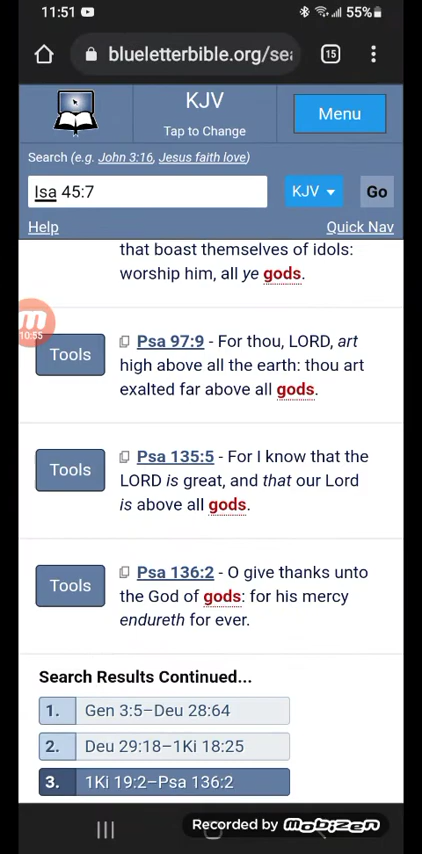 11:51
55%
blueletterbible.org/sea
15
KJV
Tap to Change
Menu
Search (e.g. John 3:16, Jesus faith love)
Isa 45:7
KJV
Go
Help
Quick Nav
that boast themselves of idols:
worship him, all ye gods.
10:55
Tools
Psa 97:9 - For thou, LORD, art
high above all the earth: thou art
exalted far above all gods.
Tools
Psa 135:5 - For I know that the
LORD is great, and that our Lord
is above all gods.
Tools
Psa 136:2 - O give thanks unto
the God of gods: for his mercy
endureth for ever.
Search Results Continued...
1. Gen 3:5–Deu 28:64
2. Deu 29:18–1Ki 18:25
3. 1Ki 19:2–Psa 136:2
Recorded by mobizen